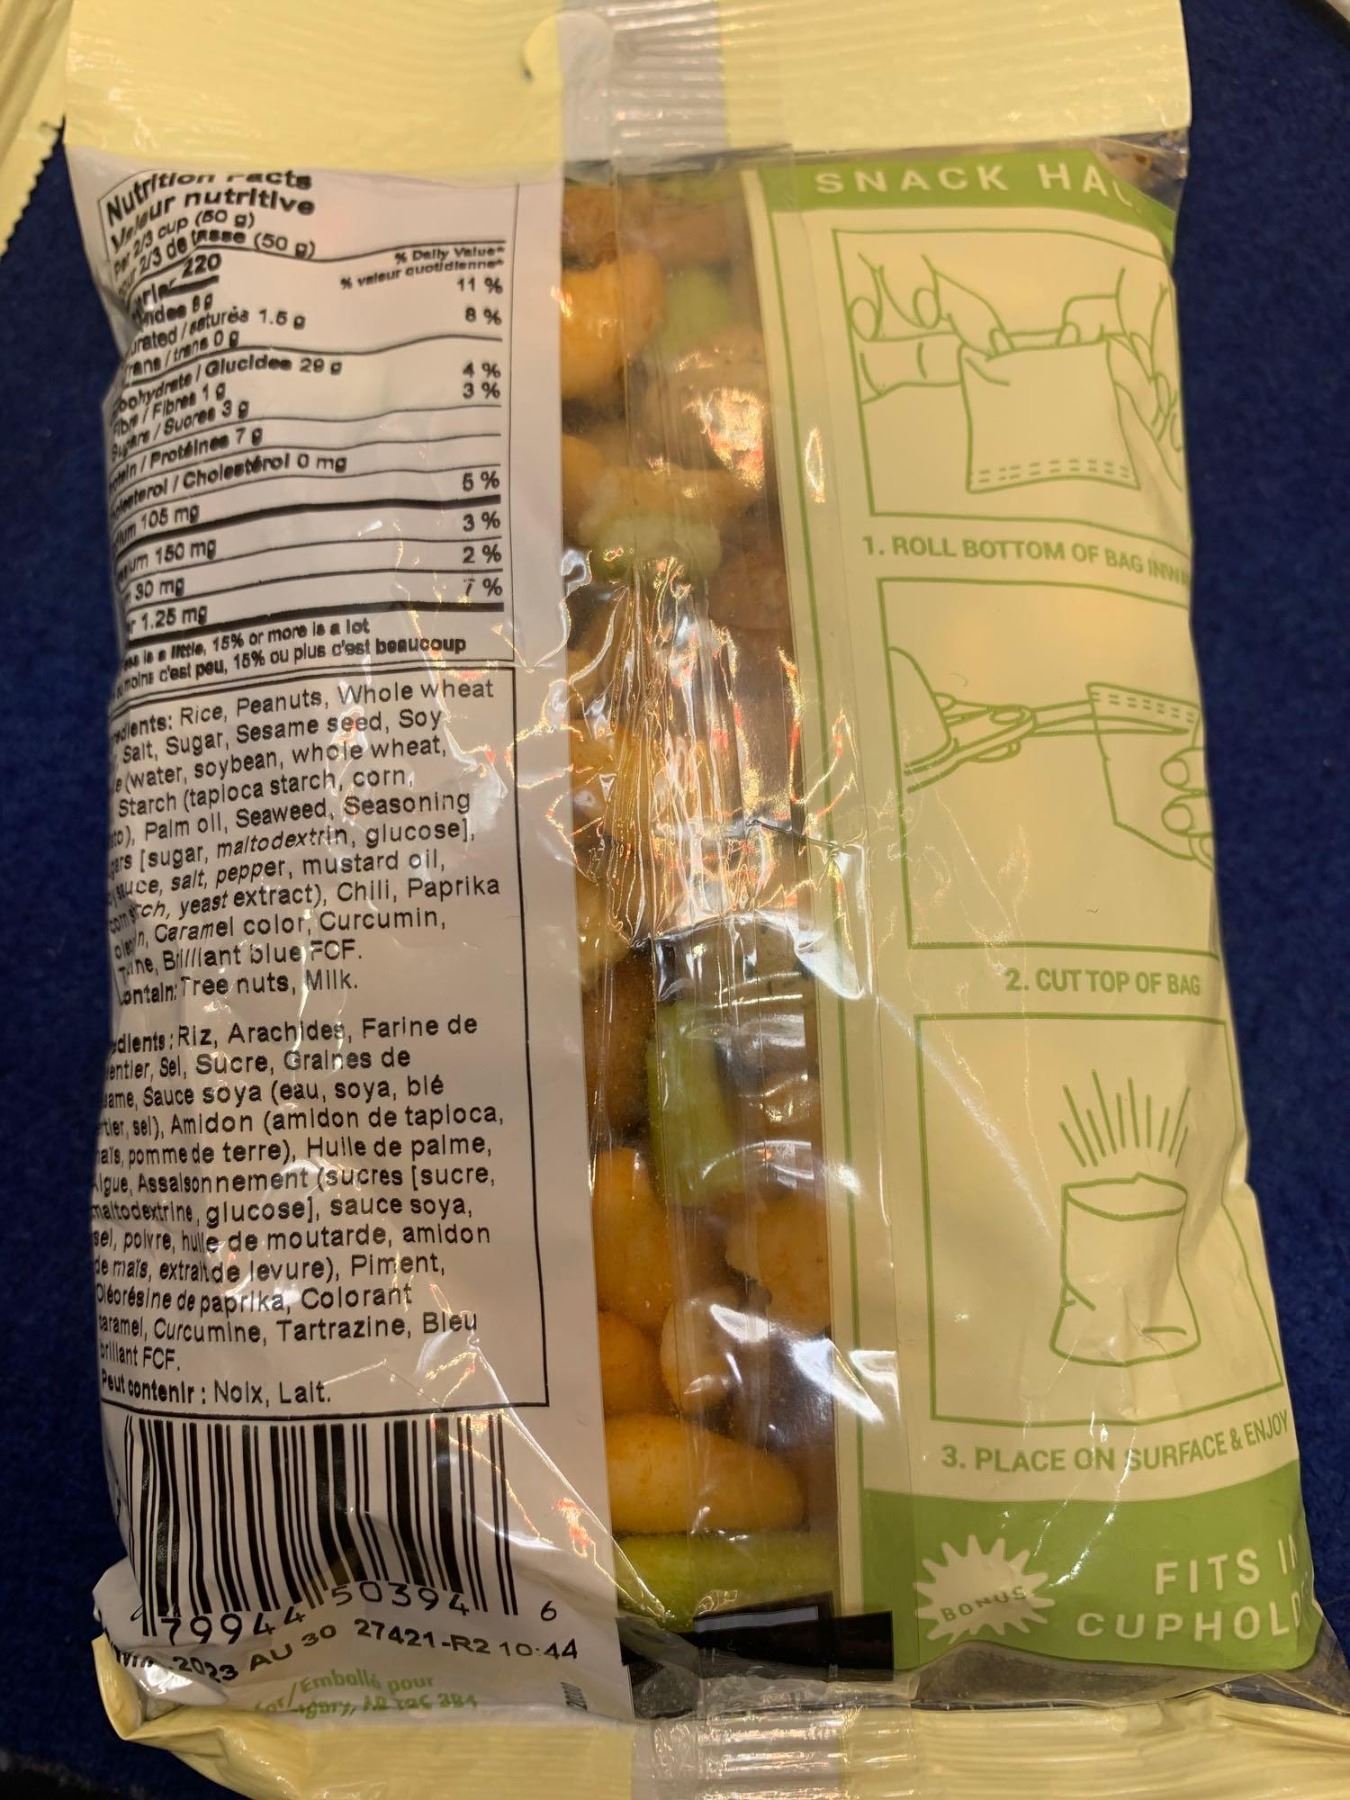 Nutrition Facts
Valeur nutritive
Per 2/3 cup (50 g)
2/3 de tasse (50 g)
220
% Daily Value*
% valeur quotidienne*
8 g
11 %
/ saturés 1.5 g
trans / trans 0 g
8 %
/ Glucides 29 g
/ Fibres 1 g
4 %
/ Sucres 3 g
3 %
/ Protéines 7 g
/ Cholestérol 0 mg
105 mg
5 %
150 mg
3 %
30 mg
2 %
1.25 mg
7 %
is a little, 15% or more is a lot
moins c'est peu, 15% ou plus c'est beaucoup
Rice, Peanuts, Whole wheat
Salt, Sugar, Sesame seed, Soy
(water, soybean, whole wheat,
Starch (tapioca starch, corn,
Palm oil, Seaweed, Seasoning
[sugar, maltodextrin, glucose],
sauce, salt, pepper, mustard oil,
yeast extract), Chili, Paprika
Caramel color, Curcumin,
Brilliant blue FCF.
Tree nuts, Milk.
Riz, Arachides, Farine de
entier, Sel, Sucre, Graines de
Sauce soya (eau, soya, blé
sel), Amidon (amidon de tapioca,
pomme de terre), Huile de palme,
Algue, Assaisonnement (sucres [sucre,
maltodextrine, glucose], sauce soya,
sel, poivre, huile de moutarde, amidon
de maïs, extrait de levure), Piment,
Oléorésine de paprika, Colorant
caramel, Curcumine, Tartrazine, Bleu
brillant FCF.
Peut contenir : Noix, Lait.
79944 50394 6
2023 AU 30 27421-R2 10:44
/Emballé pour
SNACK
1. ROLL BOTTOM OF BAG
2. CUT TOP OF BAG
3. PLACE ON SURFACE & ENJOY
BONUS
FITS